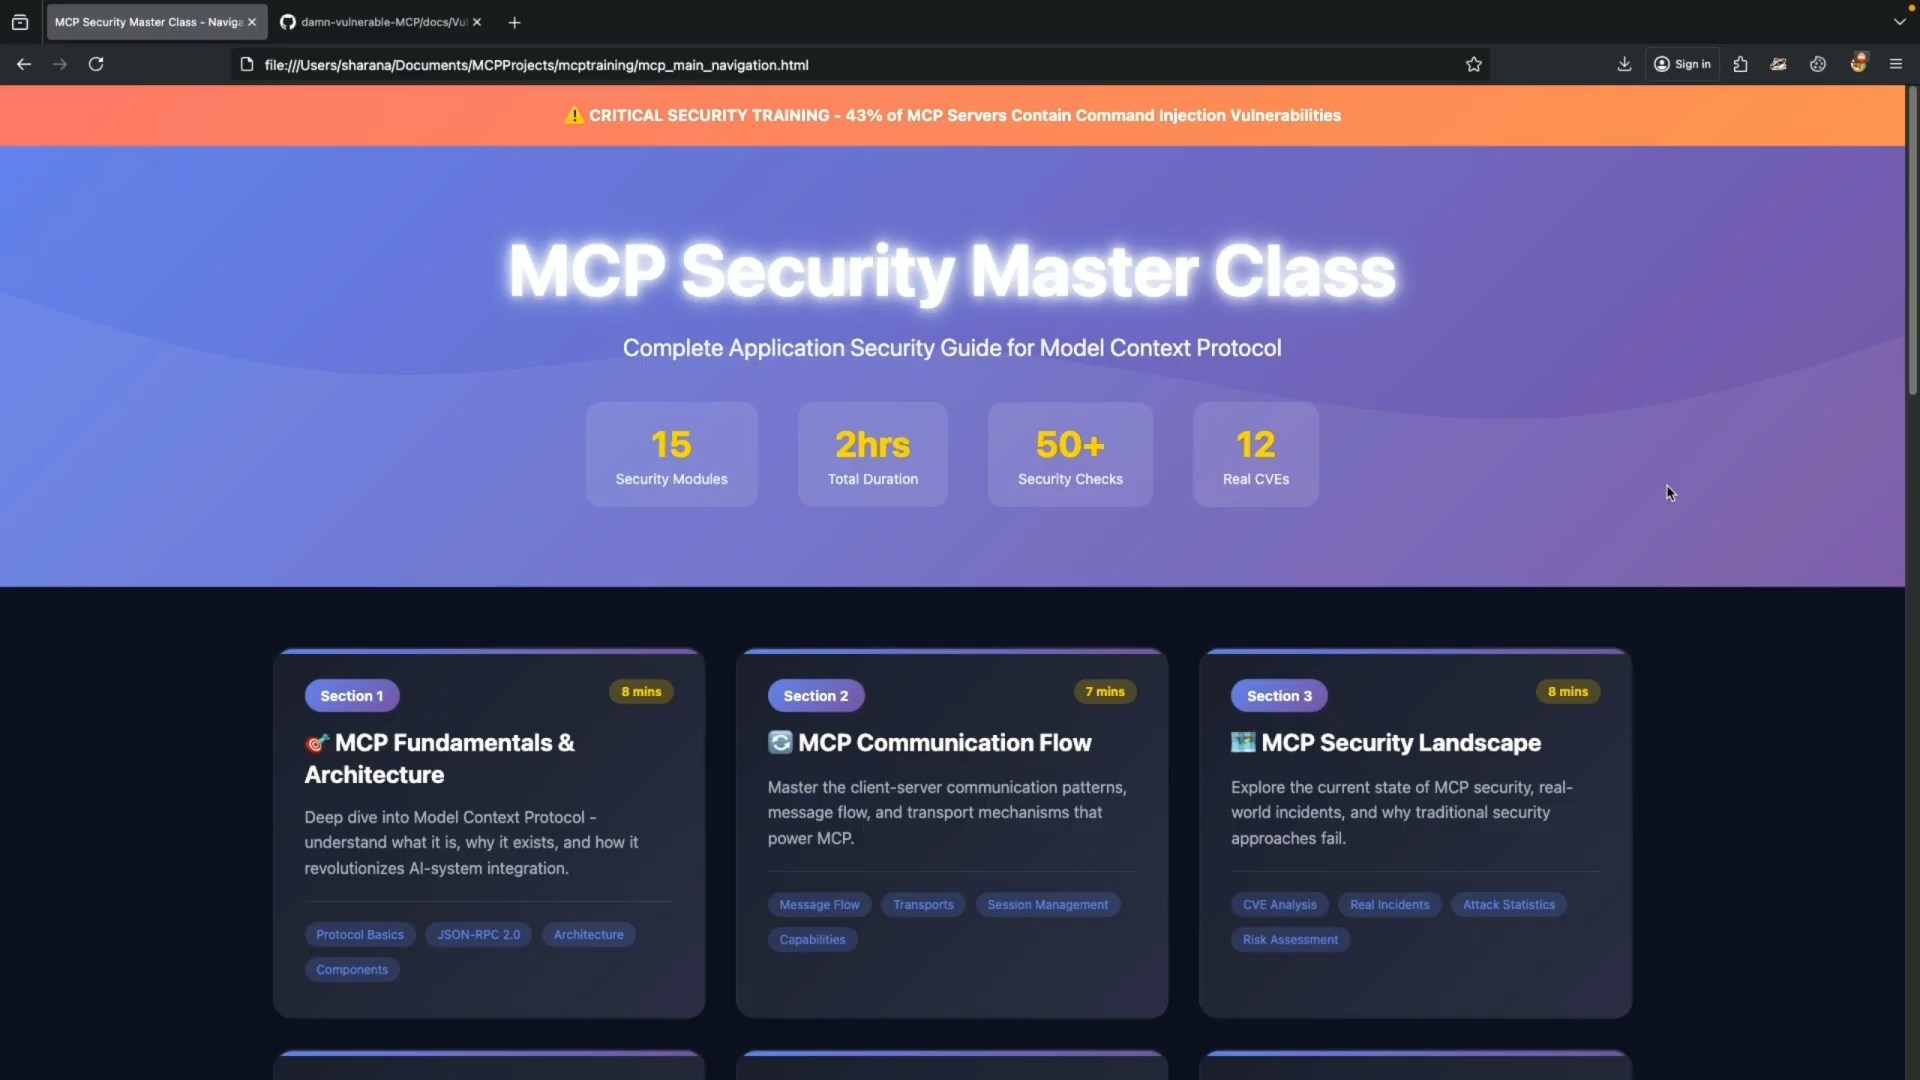 MCP Security Master Class - Naviga
damn-vulnerable-MCP/docs/Vul
file:///Users/sharana/Documents/MCPProjects/mcptraining/mcp_main_navigation.html
Sign in
⚠️ CRITICAL SECURITY TRAINING - 43% of MCP Servers Contain Command Injection Vulnerabilities
MCP Security Master Class
Complete Application Security Guide for Model Context Protocol
15
Security Modules
2hrs
Total Duration
50+
Security Checks
12
Real CVEs
Section 1
8 mins
🎯 MCP Fundamentals &
Architecture
Deep dive into Model Context Protocol -
understand what it is, why it exists, and how it
revolutionizes AI-system integration.
Protocol Basics
JSON-RPC 2.0
Architecture
Components
Section 2
7 mins
🔄 MCP Communication Flow
Master the client-server communication patterns,
message flow, and transport mechanisms that
power MCP.
Message Flow
Transports
Session Management
Capabilities
Section 3
8 mins
🗺️ MCP Security Landscape
Explore the current state of MCP security, real-
world incidents, and why traditional security
approaches fail.
CVE Analysis
Real Incidents
Attack Statistics
Risk Assessment